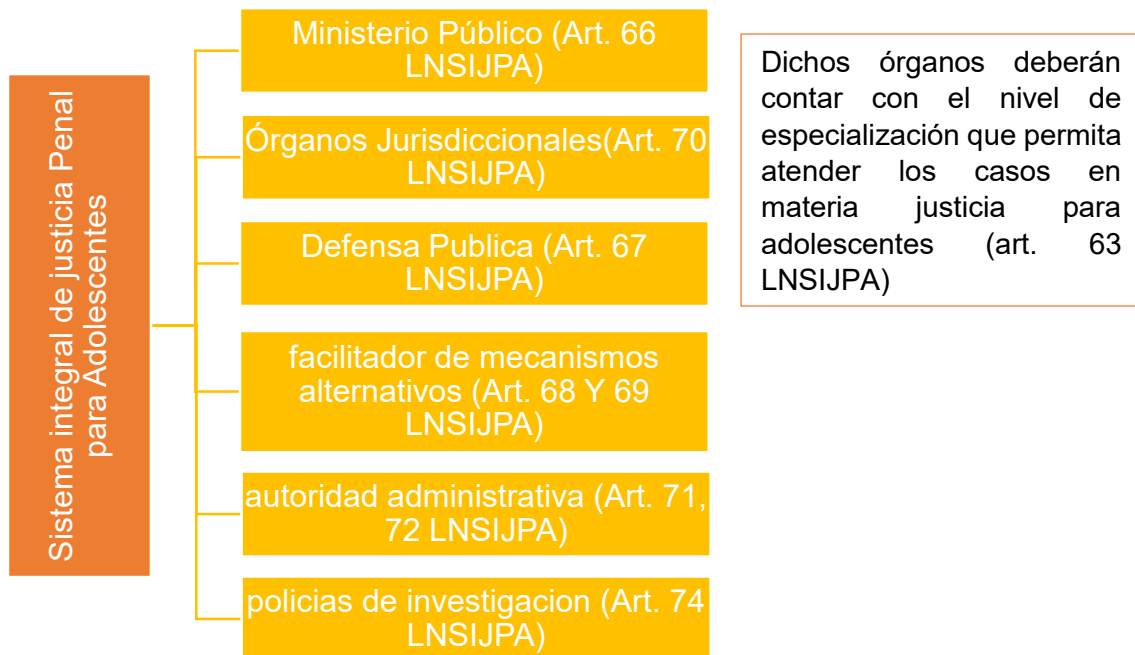 Sistema integral de justicia Penal
para Adolescentes
Ministerio Público (Art. 66
LNSIJPA)
Órganos Jurisdiccionales(Art. 70
LNSIJPA)
Defensa Publica (Art. 67
LNSIJPA)
facilitador de mecanismos
alternativos (Art. 68 Y 69
LNSIJPA)
autoridad administrativa (Art. 71,
72 LNSIJPA)
policias de investigacion (Art. 74
LNSIJPA)
Dichos órganos deberán
contar con el nivel de
especialización que permita
atender los casos en
materia justicia para
adolescentes (art. 63
LNSIJPA)